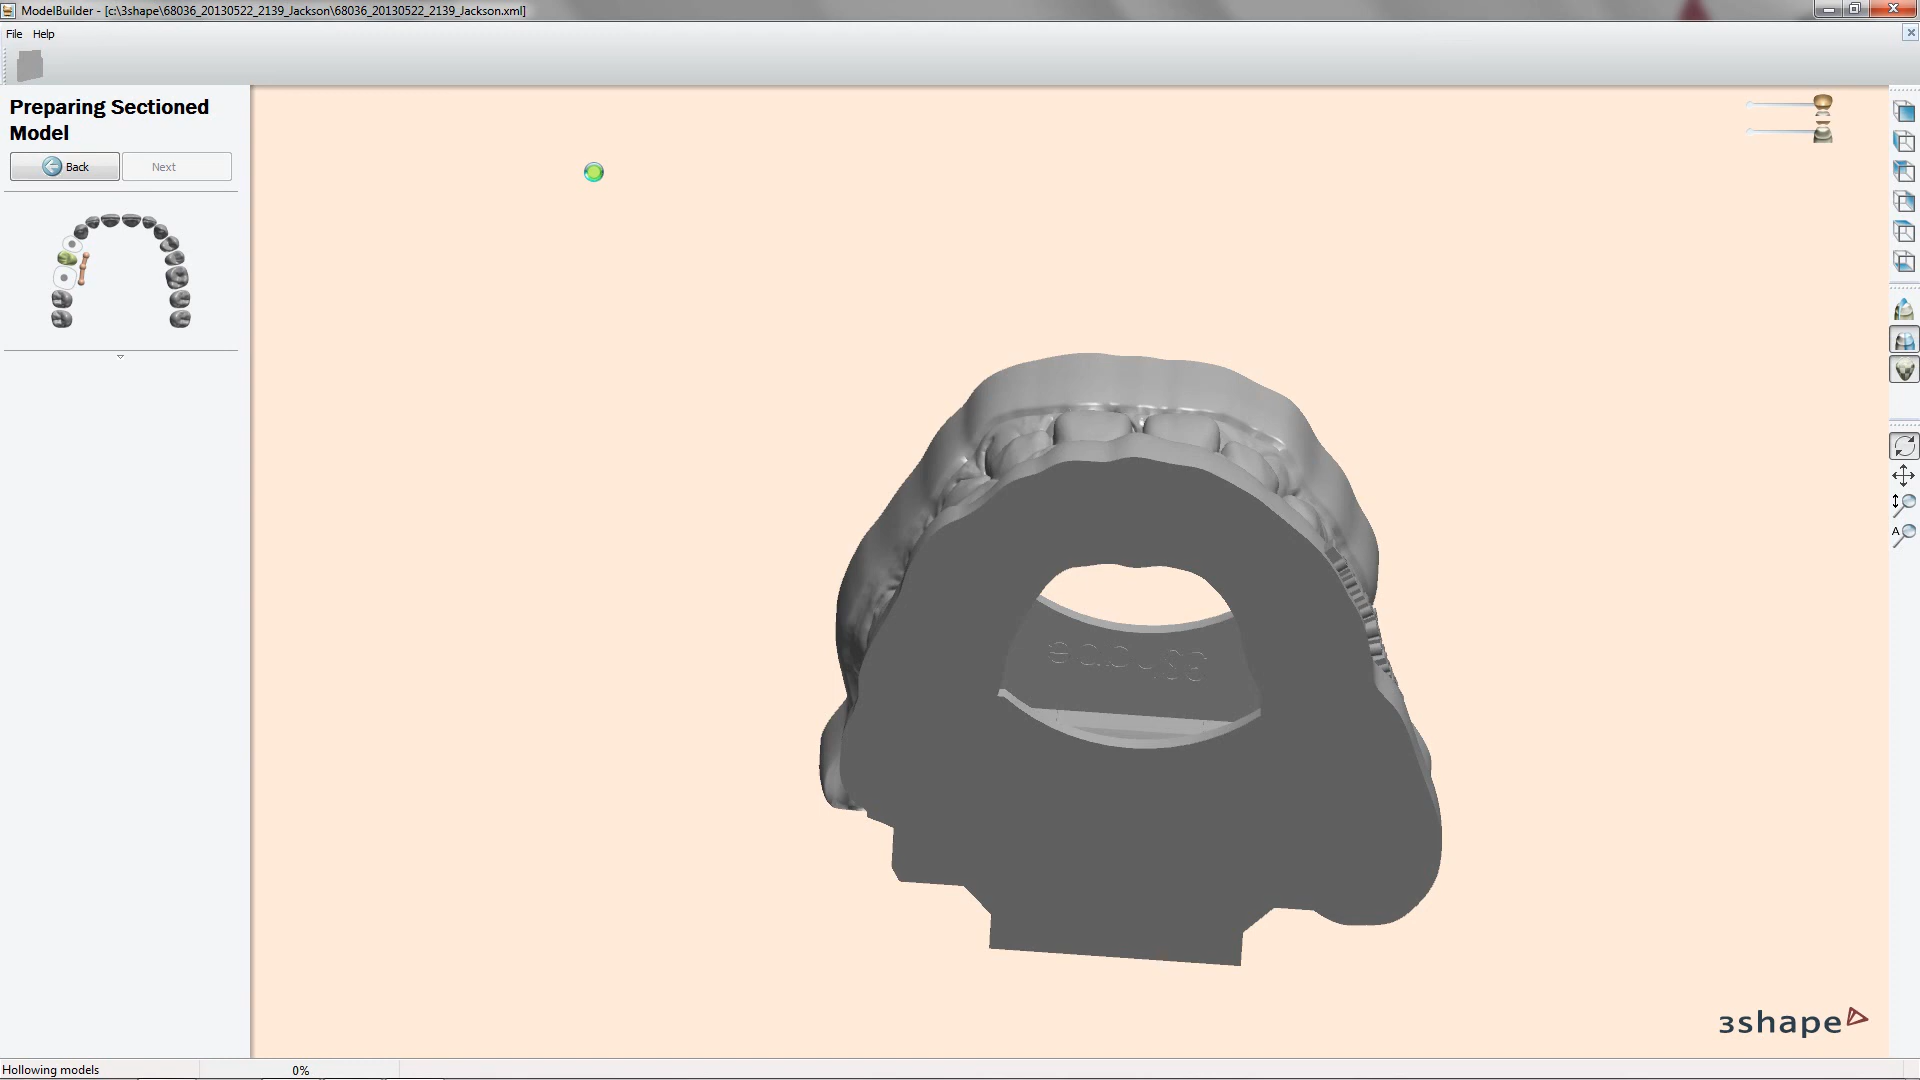 ModelBuilder - [c:\3shape\68036_20130522_2139_Jackson\68036_20130522_2139_Jackson.xml]
File Help
Preparing Sectioned
Model
Back Next
A
3shape
Hollowing models 0%